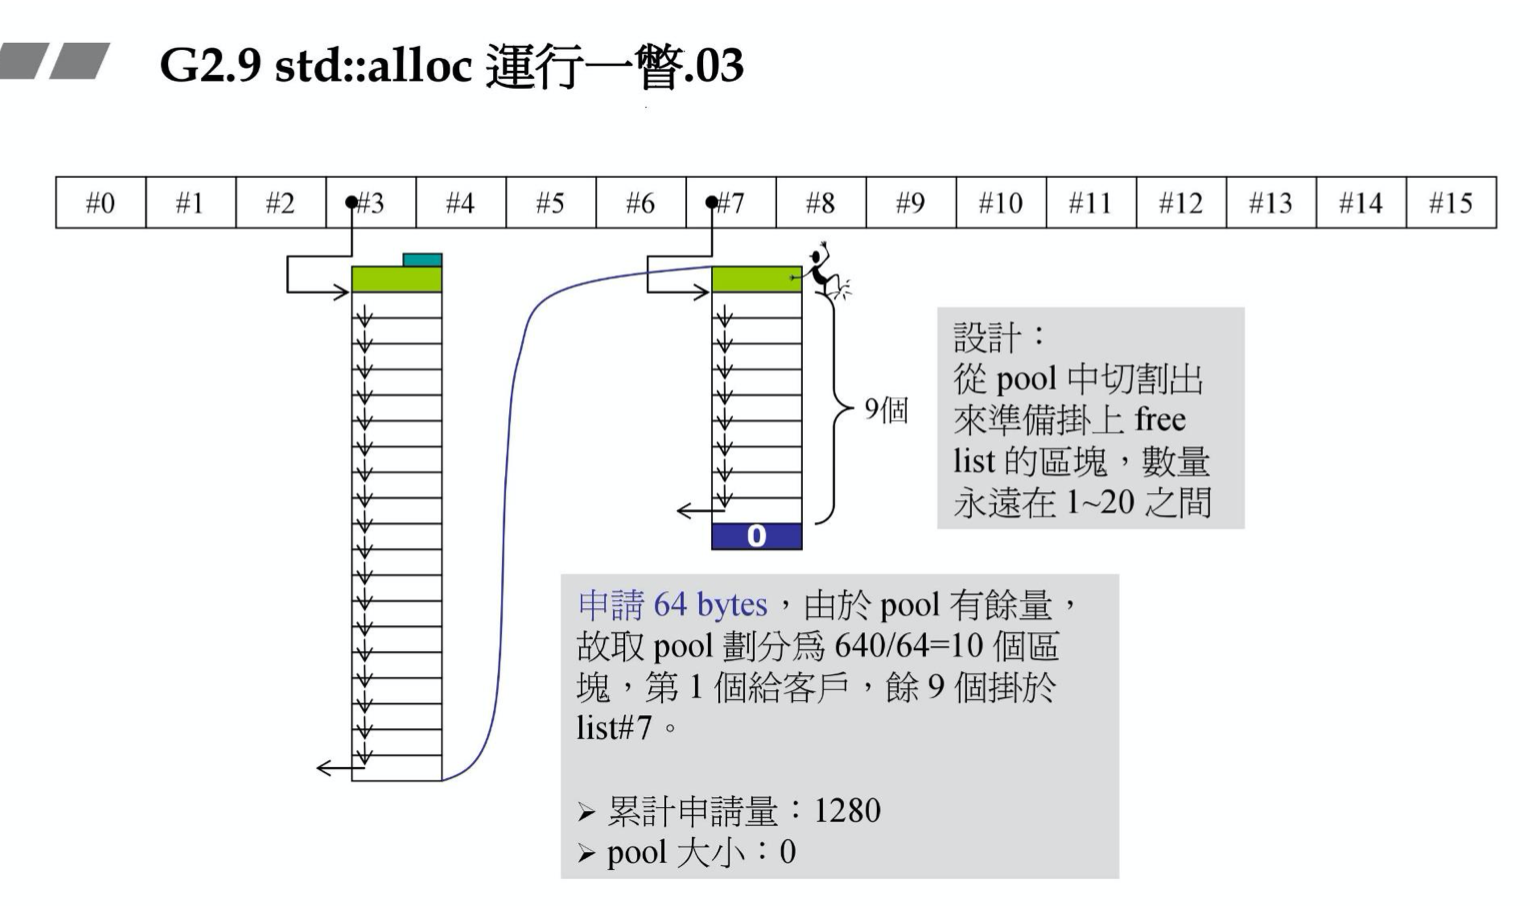 G2.9 std::alloc 運行一瞥.03
#0 #1 #2 #3 #4 #5 #6 #7 #8 #9 #10 #11 #12 #13 #14 #15
設計：
從 pool 中切割出
來準備掛上 free
list 的區塊，數量
永遠在 1~20 之間
9個
0
申請 64 bytes，由於 pool 有餘量，
故取 pool 劃分為 640/64=10 個區
塊，第 1 個給客戶，餘 9 個掛於
list#7。
➢ 累計申請量：1280
➢ pool 大小：0